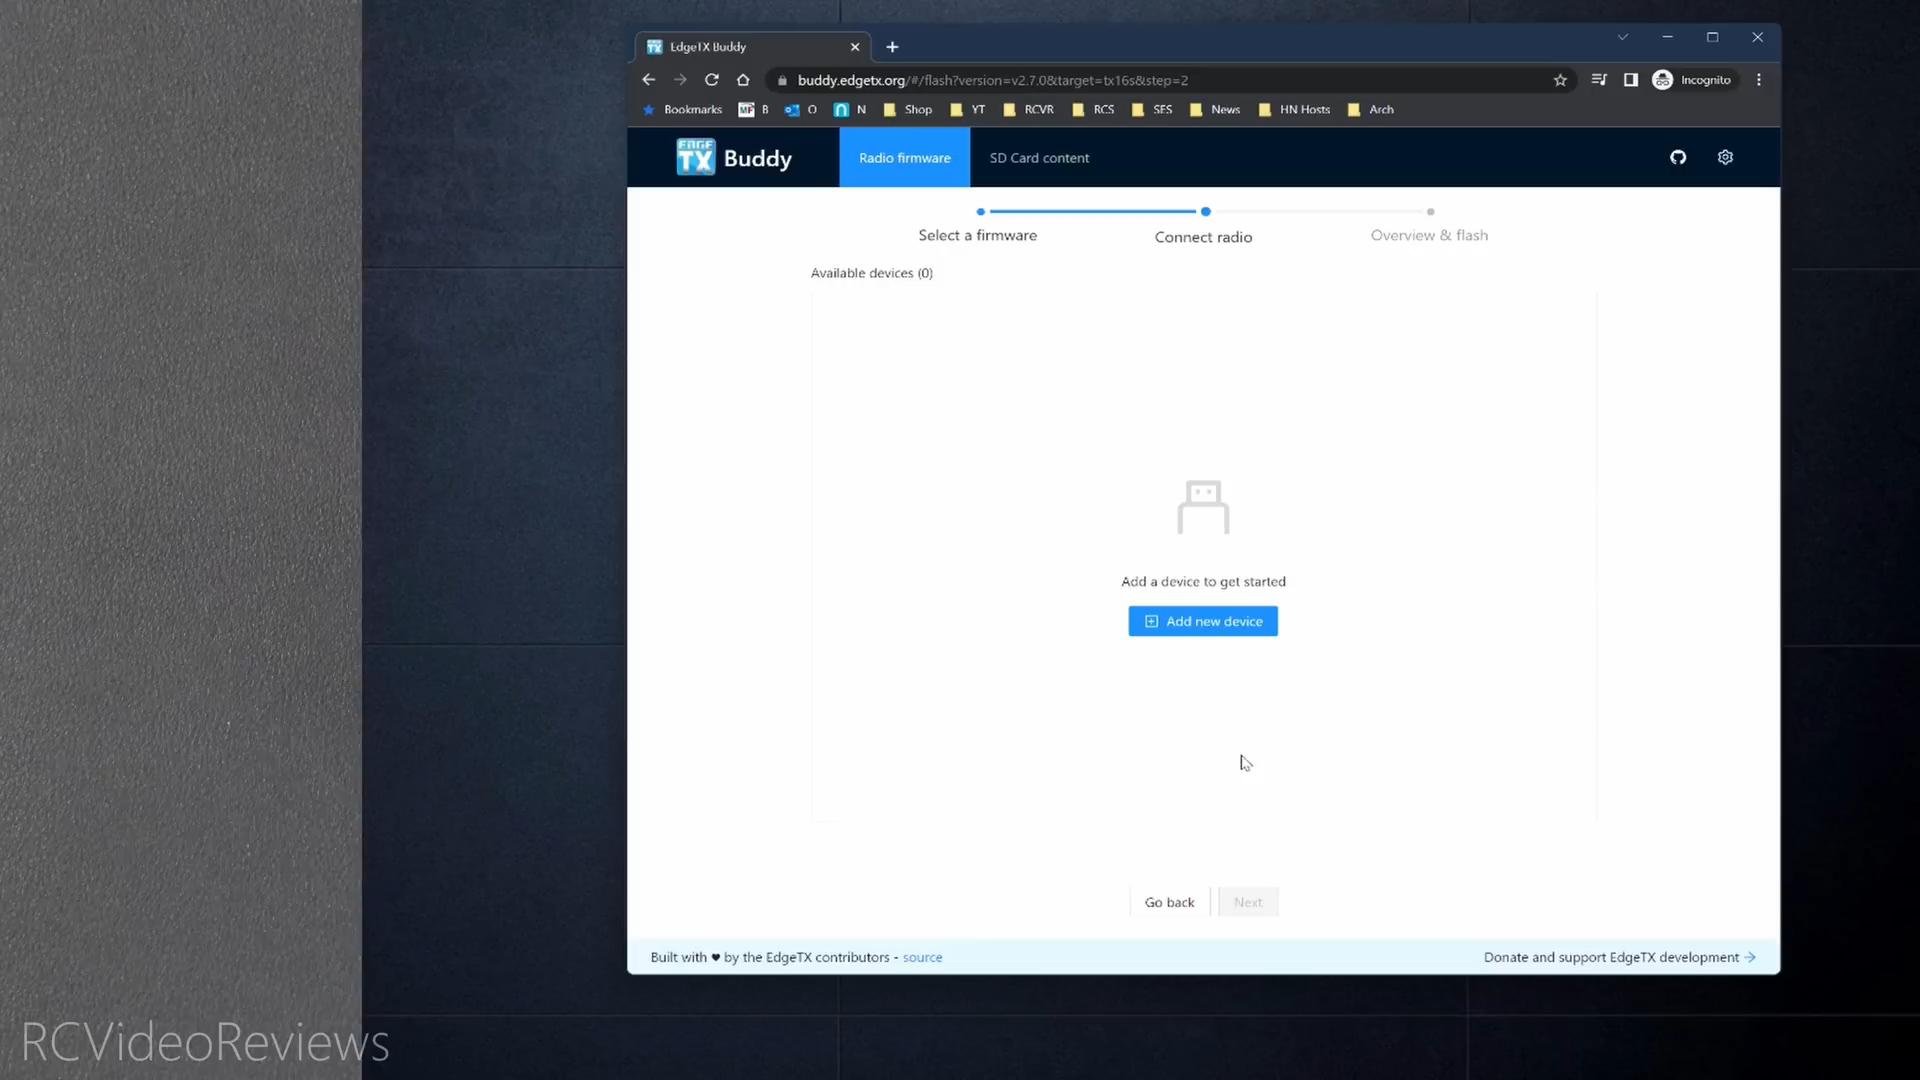 EdgeTX Buddy
buddy.edgetx.org/#/flash?version=v2.7.0&target=tx16s&step=2
Incognito
Bookmarks B O N Shop YT RCVR RCS SES News HN Hosts Arch
EDGE TX Buddy
Radio firmware
SD Card content
Select a firmware
Connect radio
Overview & flash
Available devices (0)
Add a device to get started
Add new device
Go back
Next
Built with ♥ by the EdgeTX contributors - source
Donate and support EdgeTX development →
RCVideoReviews